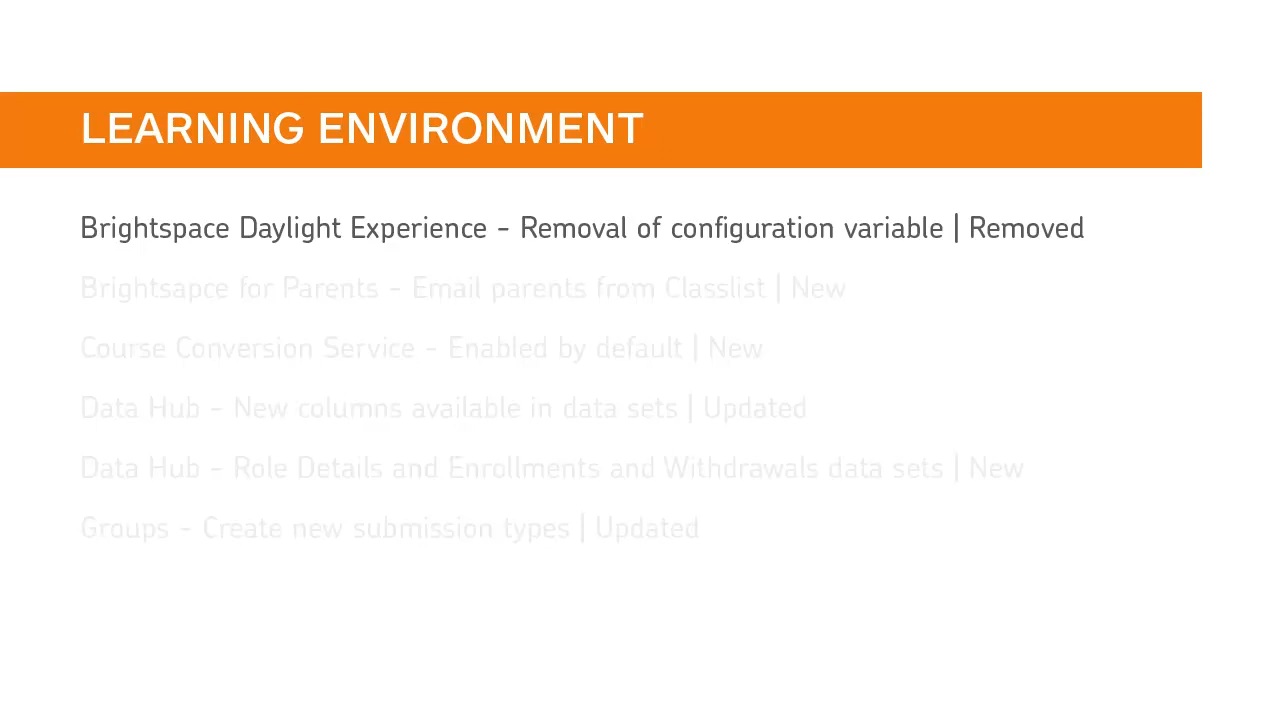 LEARNING ENVIRONMENT
Brightspace Daylight Experience - Removal of configuration variable | Removed
Brightsapce for Parents - Email parents from Classlist | New
Course Conversion Service - Enabled by default | New
Data Hub - New columns available in data sets | Updated
Data Hub - Role Details and Enrollments and Withdrawals data sets | New
Groups - Create new submission types | Updated